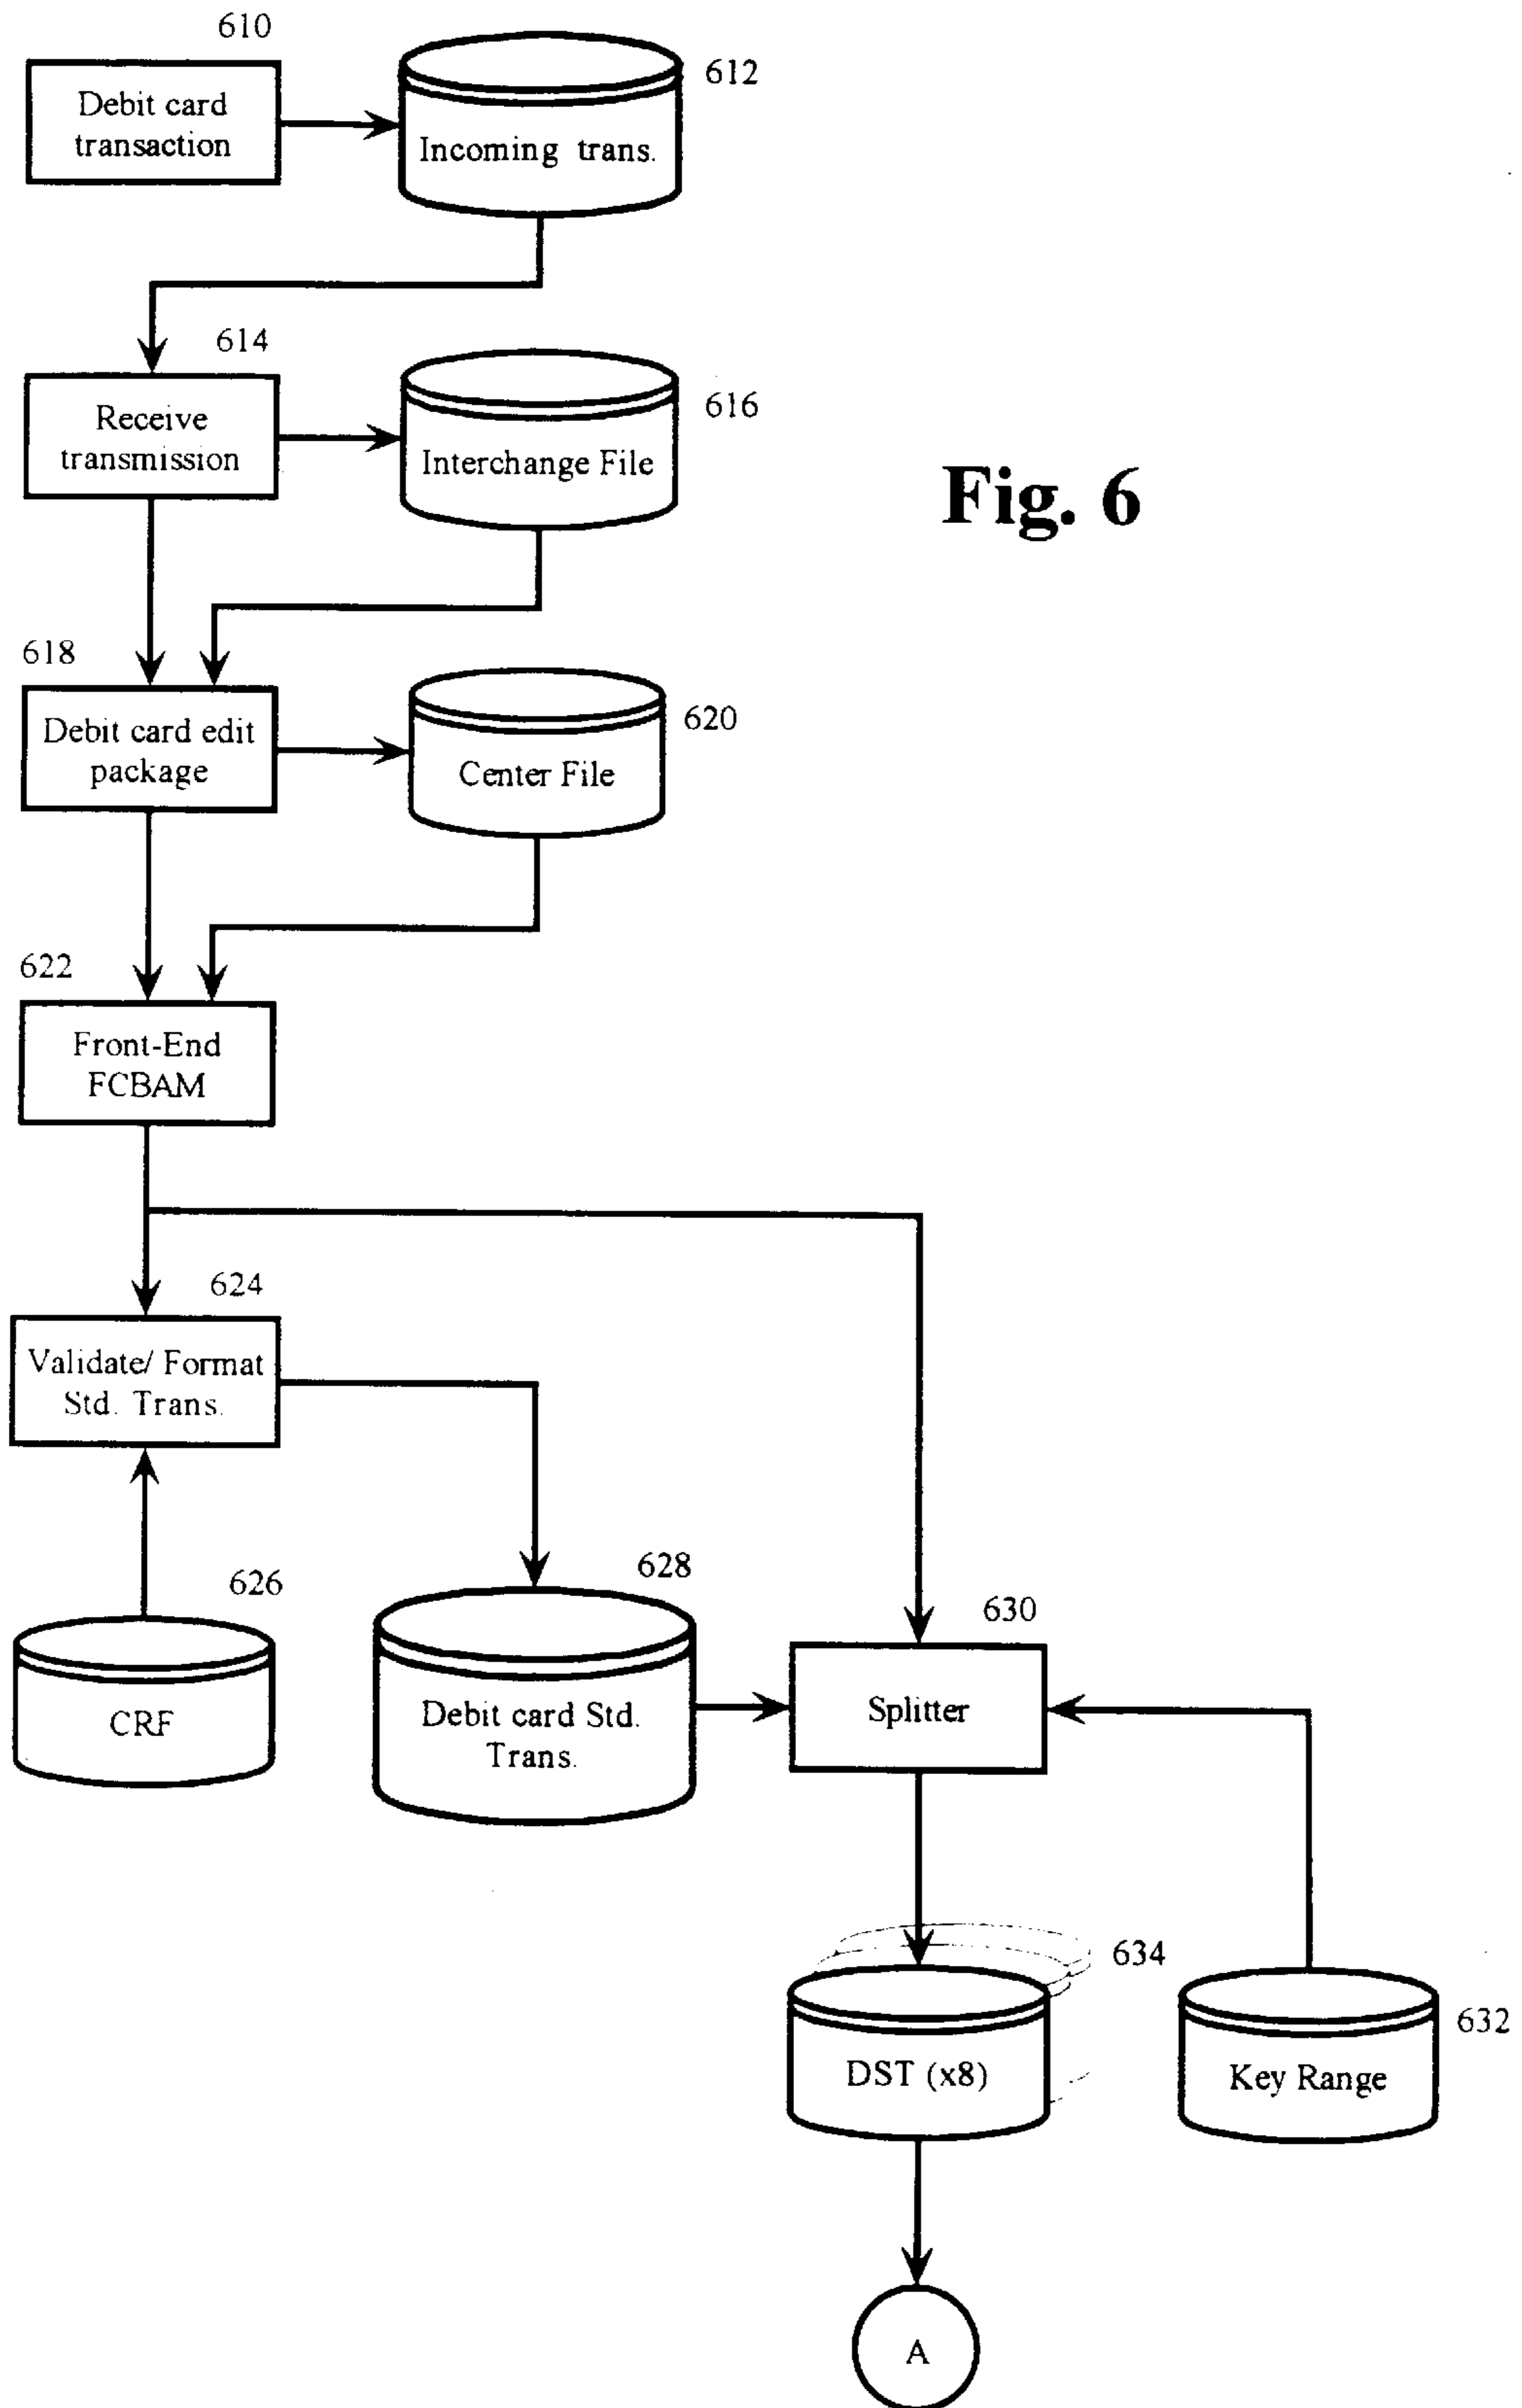 610
Debit card
transaction
612
Incoming trans.
614
Receive
transmission
616
Interchange File
Fig. 6
618
Debit card edit
package
620
Center File
622
Front-End
FCBAM
624
Validate/ Format
Std. Trans.
626
CRF
628
Debit card Std.
Trans.
630
Splitter
634
DST (x8)
632
Key Range
A